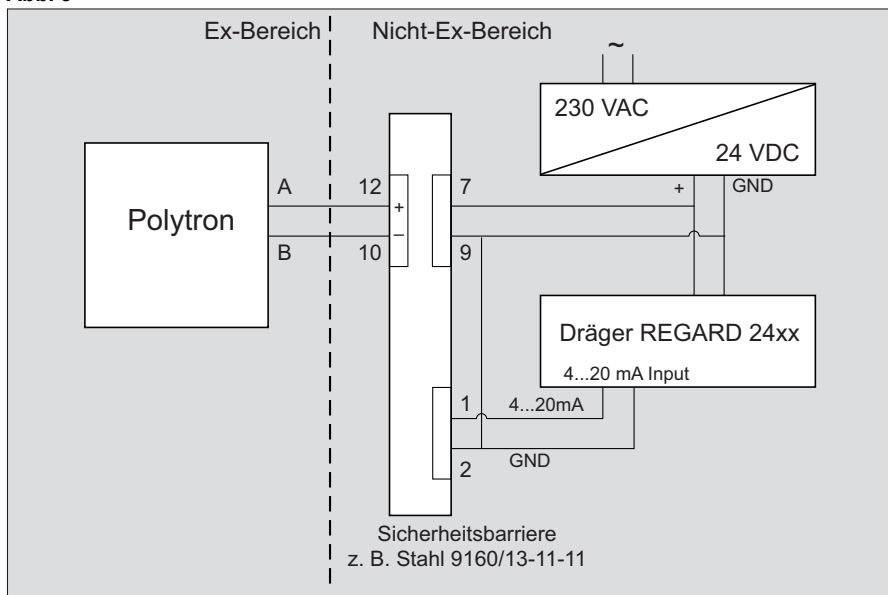 Ex-Bereich
Nicht-Ex-Bereich
~
230 VAC
24 VDC
+
GND
Polytron
A
B
12
+
–
10
7
9
Dräger REGARD 24xx
4...20 mA Input
1
4...20mA
2
GND
Sicherheitsbarriere
z. B. Stahl 9160/13-11-11